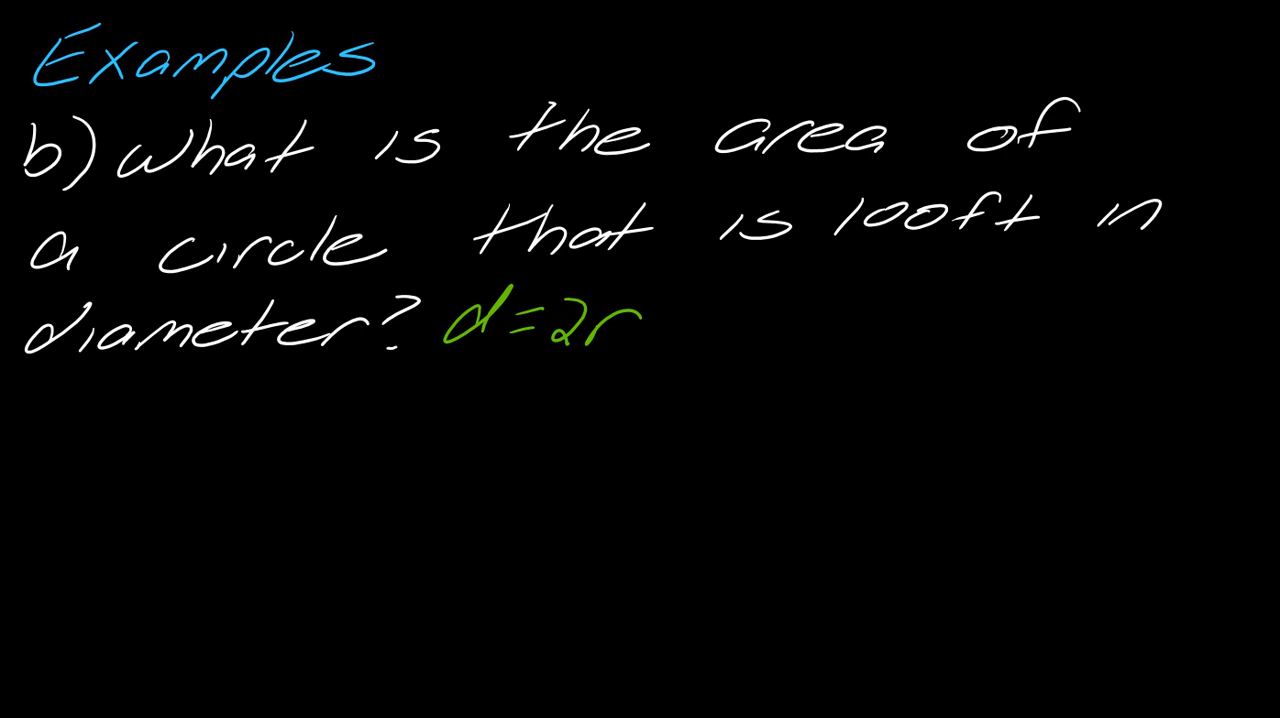 Examples
b) What is the area of
a circle that is 100ft in
diameter? d=2r